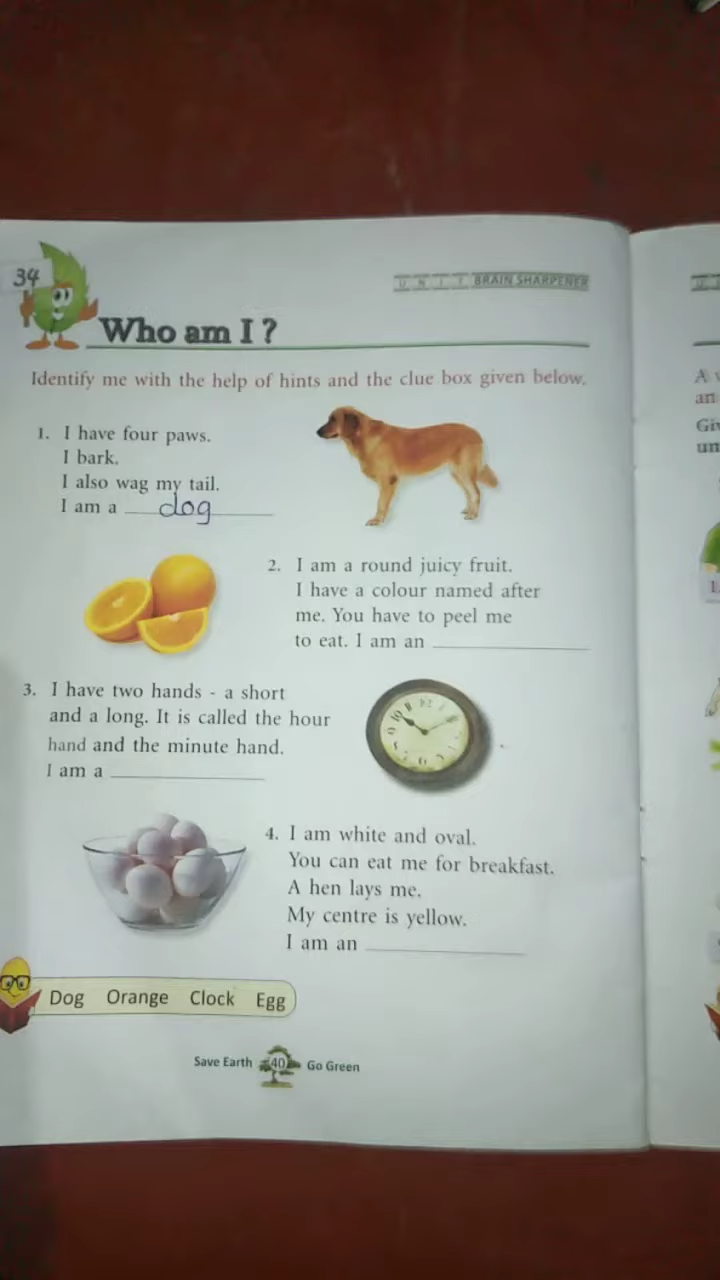 34
UNIT BRAIN SHARPENER
Who am I ?
Identify me with the help of hints and the clue box given below.
1. I have four paws.
I bark.
I also wag my tail.
I am a dog
2. I am a round juicy fruit.
I have a colour named after
me. You have to peel me
to eat. I am an
3. I have two hands - a short
and a long. It is called the hour
hand and the minute hand.
I am a
4. I am white and oval.
You can eat me for breakfast.
A hen lays me.
My centre is yellow.
I am an
Dog Orange Clock Egg
Save Earth 40 Go Green